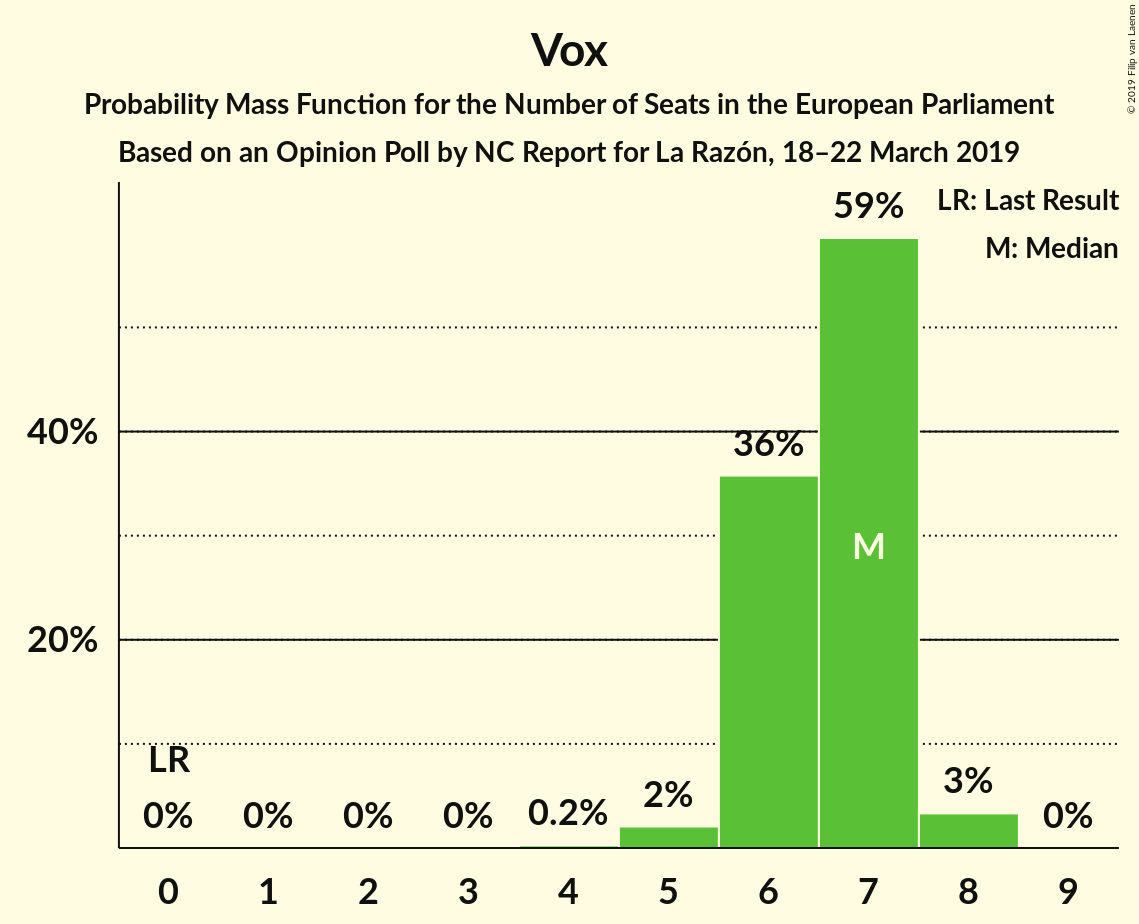 Vox
Probability Mass Function for the Number of Seats in the European Parliament
Based on an Opinion Poll by NC Report for La Razón, 18–22 March 2019
© 2019 Filip van Laenen
LR: Last Result
M: Median
59%
40%
36%
M
20%
LR
0% 0% 0% 0% 0.2% 2% 3% 0%
0 1 2 3 4 5 6 7 8 9